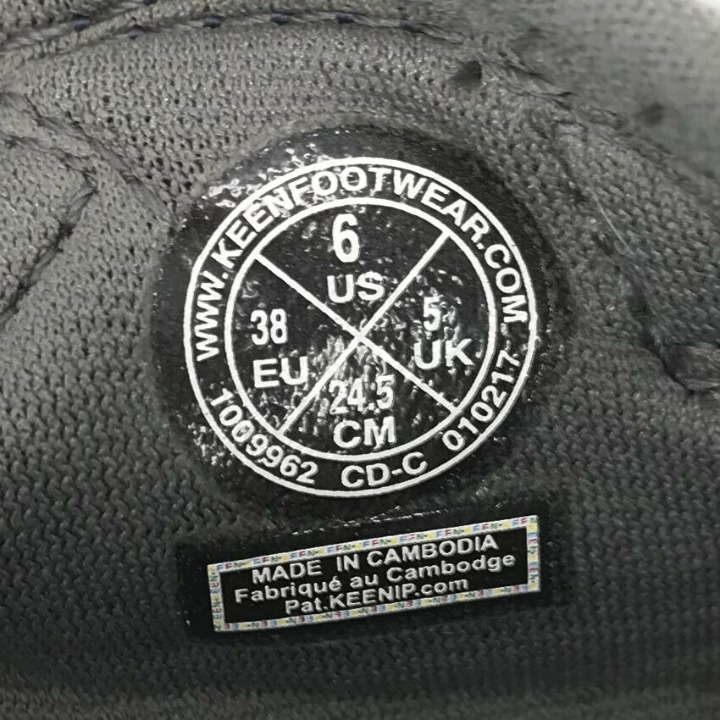 WWW.KEENFOOTWEAR.COM
6
US
38
EU
5
UK
24.5
CM
1009962 CD-C 010217
MADE IN CAMBODIA
Fabriqué au Cambodge
Pat.KEENIP.com